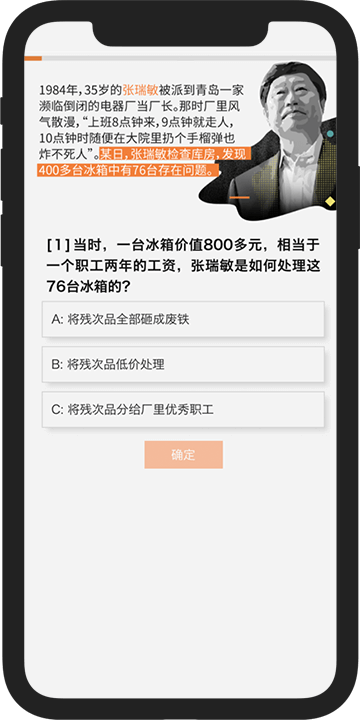 1984年，35岁的张瑞敏被派到青岛一家
濒临倒闭的电器厂当厂长。那时厂里风
气散漫，“上班8点钟来，9点钟就走人，
10点钟时随便在大院里扔个手榴弹也
炸不死人”。某日，张瑞敏检查库房，发现
400多台冰箱中有76台存在问题。
[1]当时，一台冰箱价值800多元，相当于
一个职工两年的工资，张瑞敏是如何处理这
76台冰箱的？
A: 将残次品全部砸成废铁
B: 将残次品低价处理
C: 将残次品分给厂里优秀职工
确定